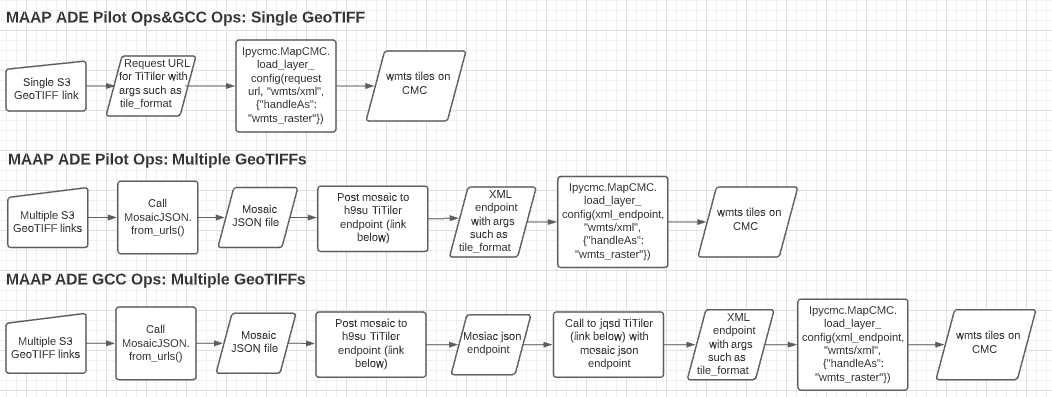 MAAP ADE Pilot Ops&GCC Ops: Single GeoTIFF
Single S3
GeoTIFF link
Request URL
for TiTiler with
args such as
tile_format
Ipycmc.MapCMC.
load_layer_
config(request
url, "wmts/xml",
{"handleAs":
"wmts_raster"})
wmts tiles on
CMC
MAAP ADE Pilot Ops: Multiple GeoTIFFs
Multiple S3
GeoTIFF links
Call
MosaicJSON.
from_urls()
Mosaic
JSON file
Post mosaic to
h9su TiTiler
endpoint (link
below)
XML
endpoint
with args
such as
tile_format
Ipycmc.MapCMC.
load_layer_
config(xml_endpoint,
"wmts/xml",
{"handleAs":
"wmts_raster"})
wmts tiles on
CMC
MAAP ADE GCC Ops: Multiple GeoTIFFs
Multiple S3
GeoTIFF links
Call
MosaicJSON.
from_urls()
Mosaic
JSON file
Post mosaic to
h9su TiTiler
endpoint (link
below)
Mosiac json
endpoint
Call to jqsd TiTiler
(link below) with
mosaic json
endpoint
XML
endpoint
with args
such as
tile_format
Ipycmc.MapCMC.
load_layer_
config(xml_endpoint,
"wmts/xml",
{"handleAs":
"wmts_raster"})
wmts tiles on
CMC